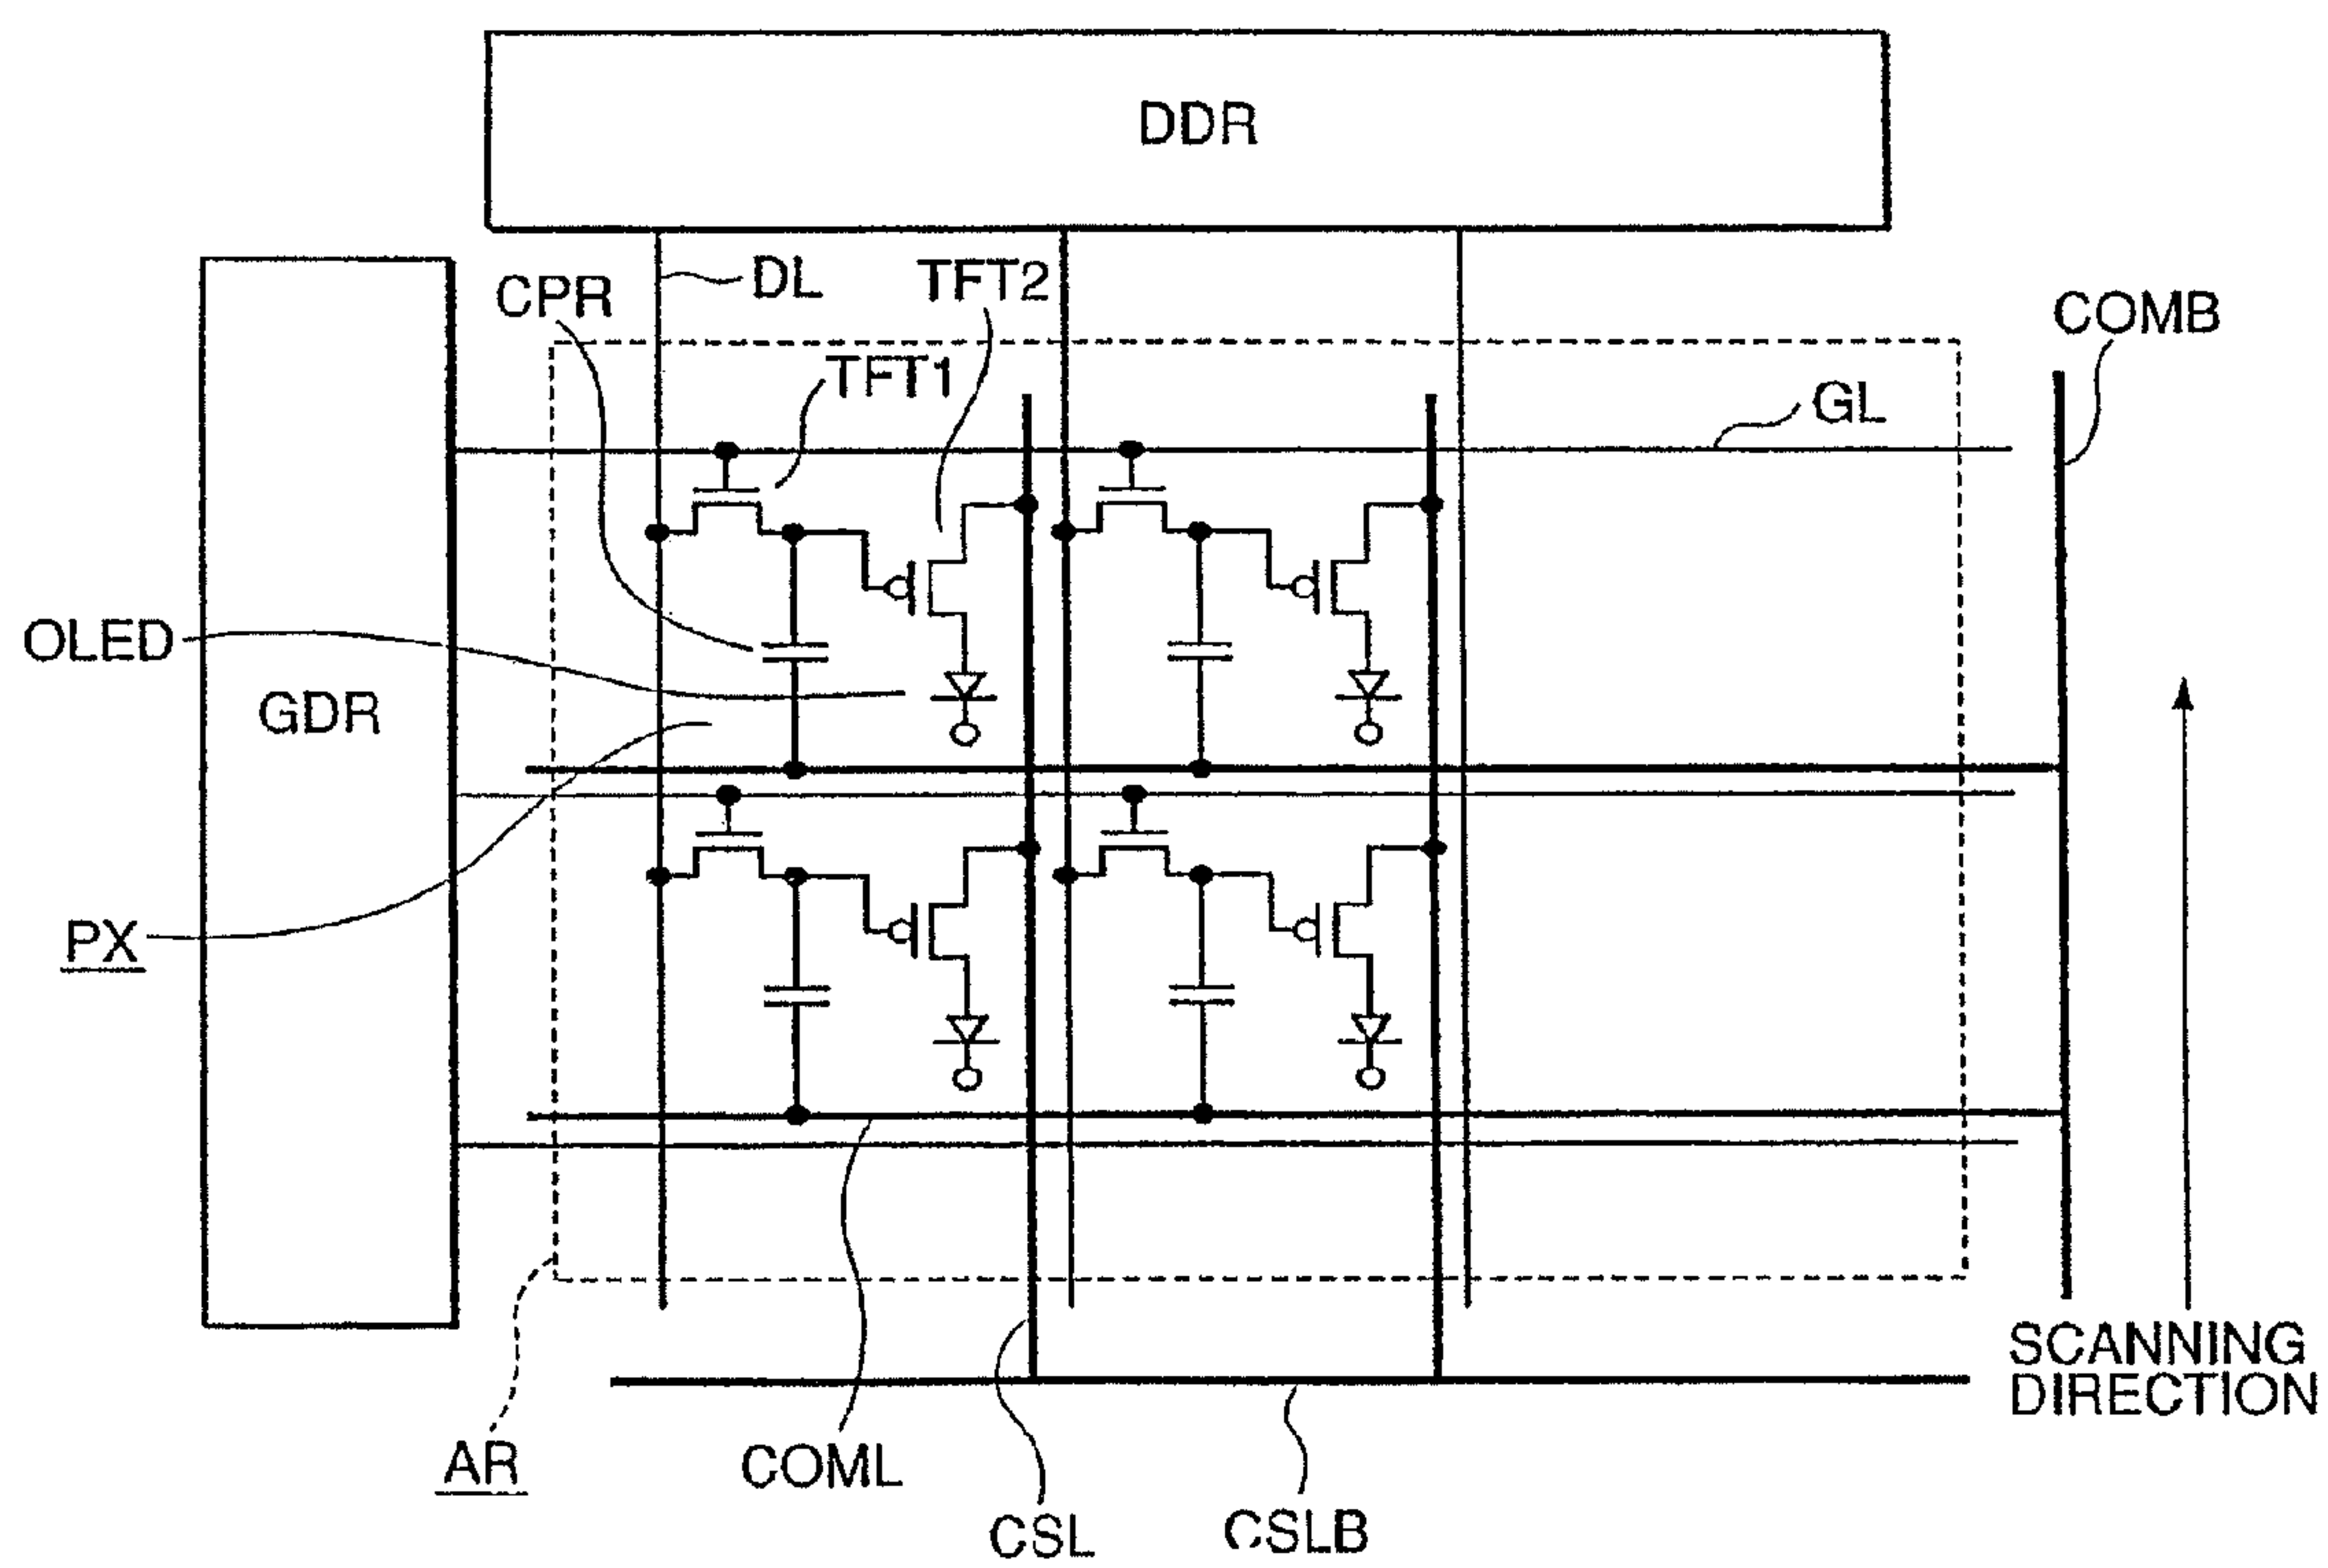 DDR
CPR
DL
TFT2
COMB
TFT1
GL
OLED
GDR
PX
SCANNING
DIRECTION
AR
COML
CSL
CSLB